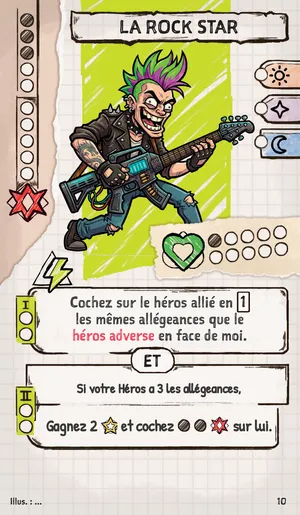 LA ROCK STAR
I
Cochez sur le héros allié en 1
les mêmes allégeances que le
héros adverse en face de moi.
ET
II
Si votre Héros a 3 les allégeances,
Gagnez 2 et cochez sur lui.
Illus. : ...
10